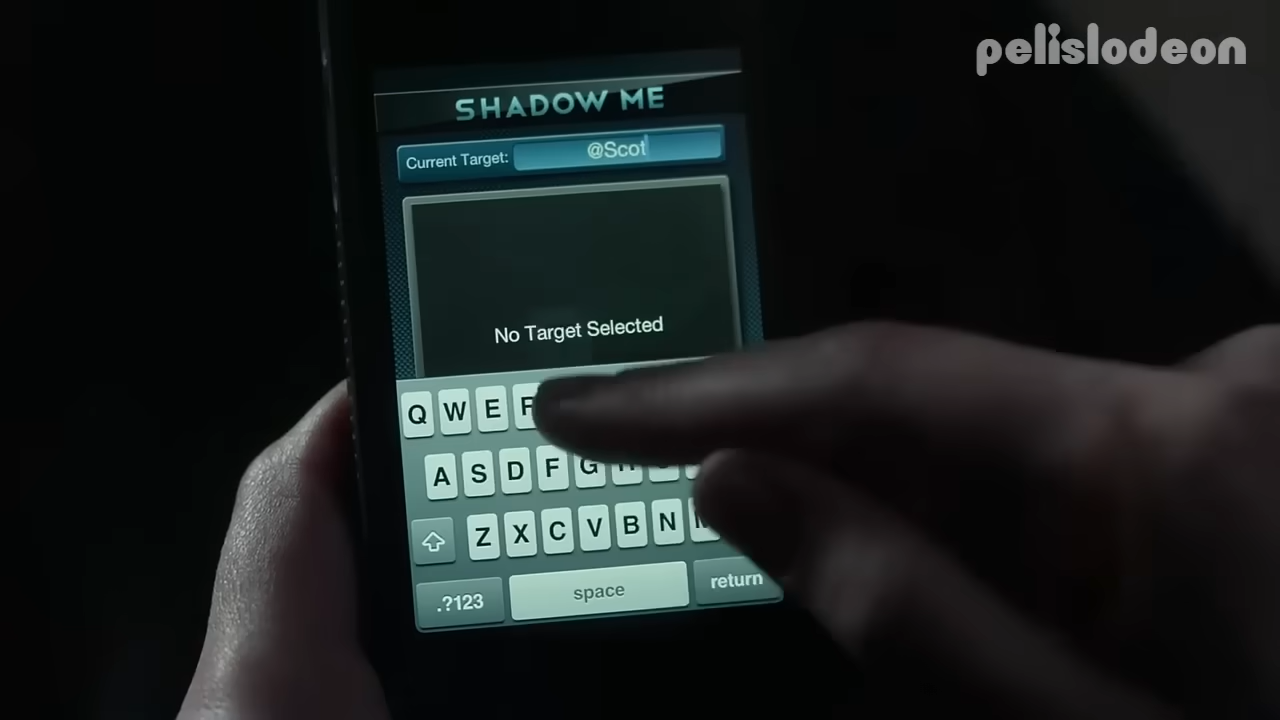 pelislodeon
SHADOW ME
Current Target: @Scot
No Target Selected
Q W E
A S D F G
Z X C V B N
.?123 space return